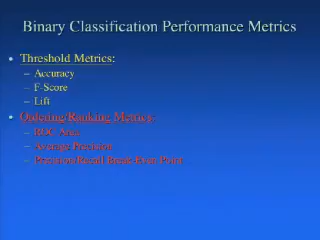 Binary Classification Performance Metrics
• Threshold Metrics:
– Accuracy
– F-Score
– Lift
• Ordering/Ranking Metrics:
– ROC Area
– Average Precision
– Precision/Recall Break-Even Point